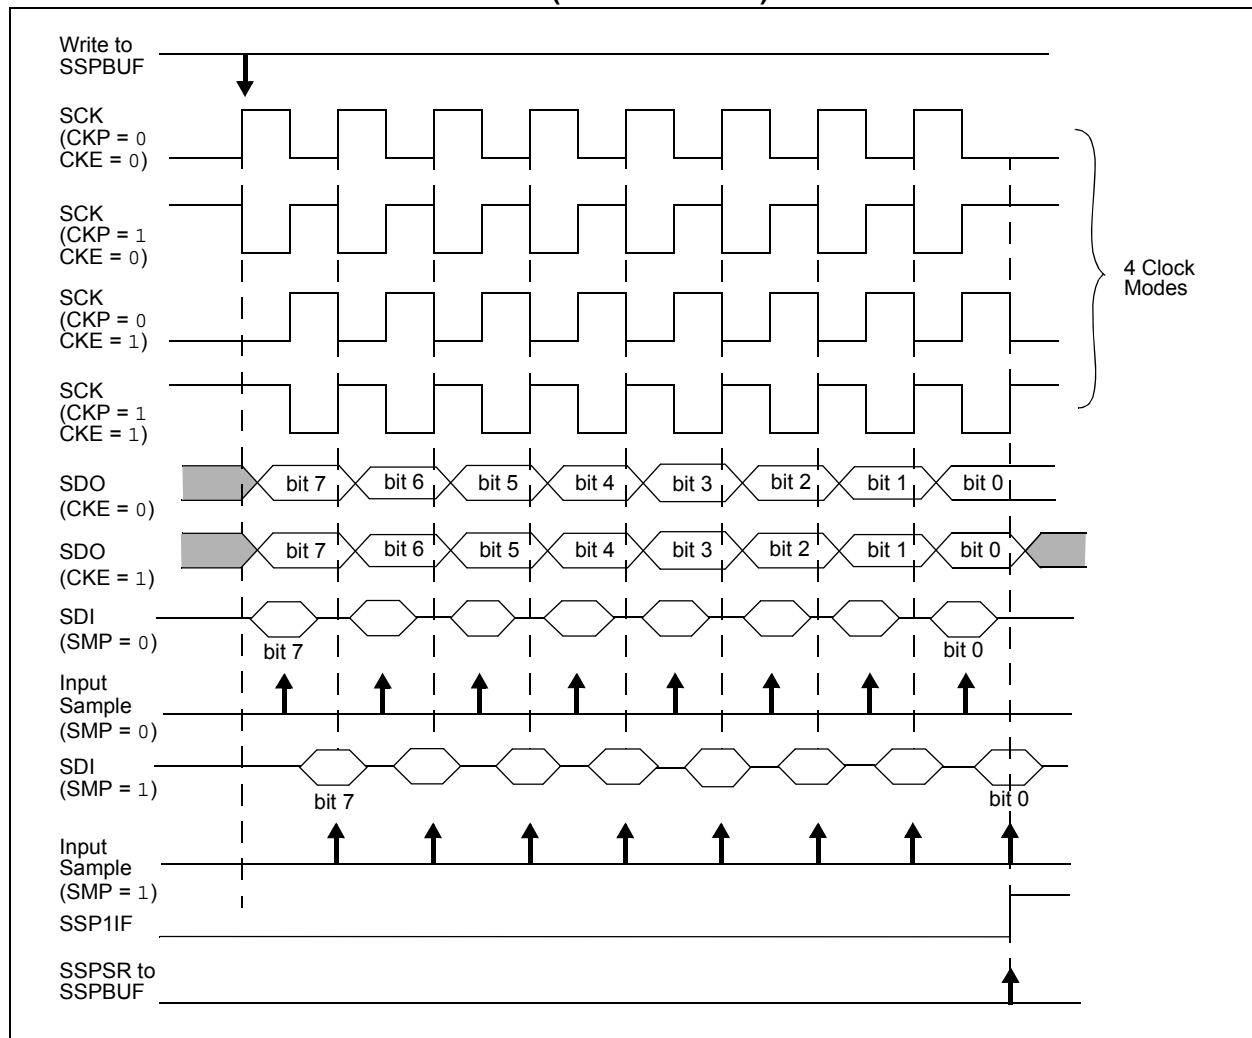 Write to
SSPBUF
SCK
(CKP = 0
CKE = 0)
SCK
(CKP = 1
CKE = 0)
SCK
(CKP = 0
CKE = 1)
SCK
(CKP = 1
CKE = 1)
4 Clock
Modes
SDO
(CKE = 0)
bit 7 bit 6 bit 5 bit 4 bit 3 bit 2 bit 1 bit 0
SDO
(CKE = 1)
bit 7 bit 6 bit 5 bit 4 bit 3 bit 2 bit 1 bit 0
SDI
(SMP = 0)
bit 7 bit 0
Input
Sample
(SMP = 0)
SDI
(SMP = 1)
bit 7 bit 0
Input
Sample
(SMP = 1)
SSP1IF
SSPSR to
SSPBUF